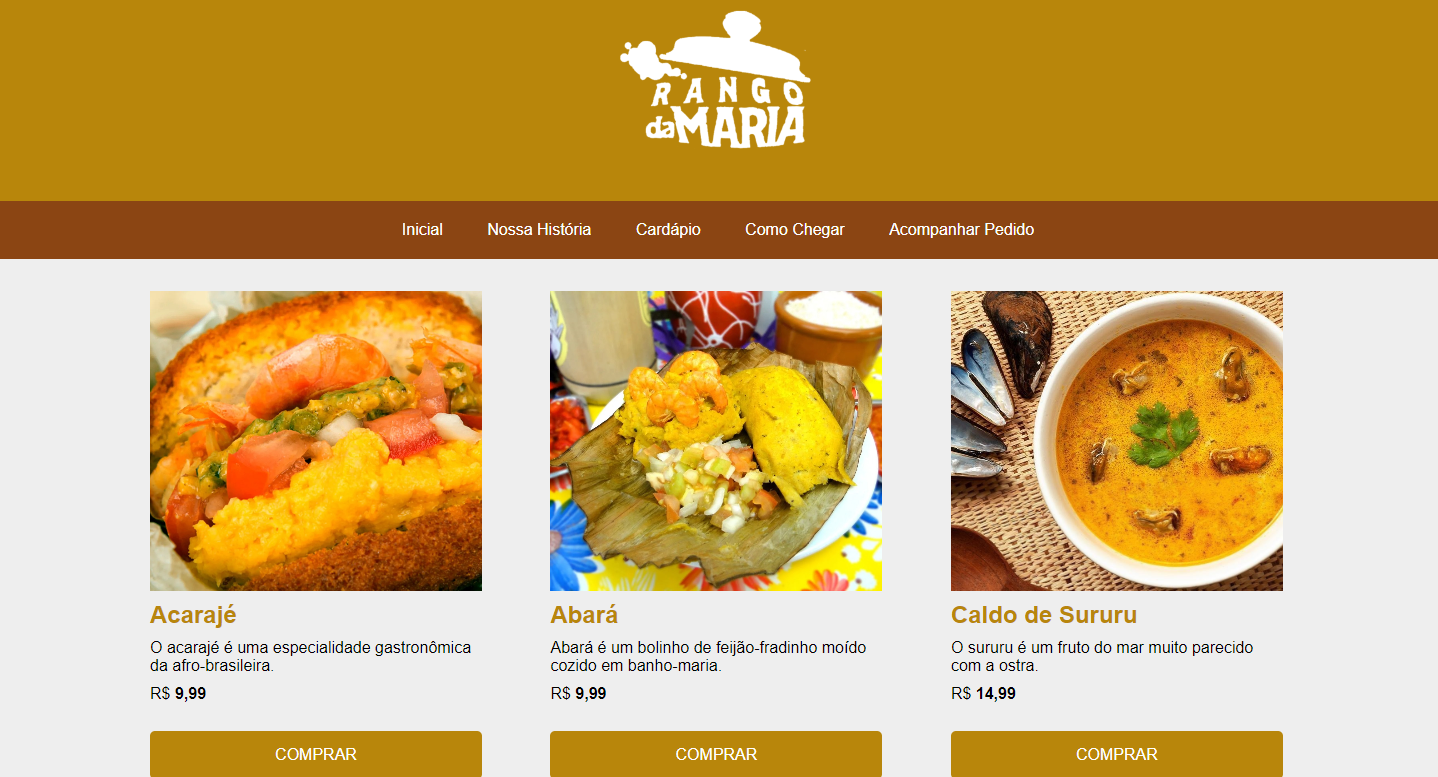 RANGO
da MARIA
Inicial Nossa História Cardápio Como Chegar Acompanhar Pedido
Acarajé
O acarajé é uma especialidade gastronômica
da afro-brasileira.
R$ 9,99
COMPRAR
Abará
Abará é um bolinho de feijão-fradinho moído
cozido em banho-maria.
R$ 9,99
COMPRAR
Caldo de Sururu
O sururu é um fruto do mar muito parecido
com a ostra.
R$ 14,99
COMPRAR